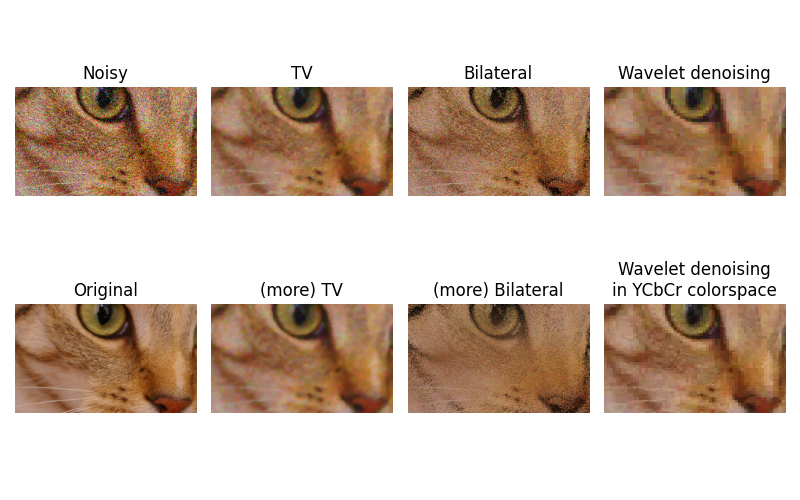 Noisy
TV
Bilateral
Wavelet denoising
Original
(more) TV
(more) Bilateral
Wavelet denoising
in YCbCr colorspace